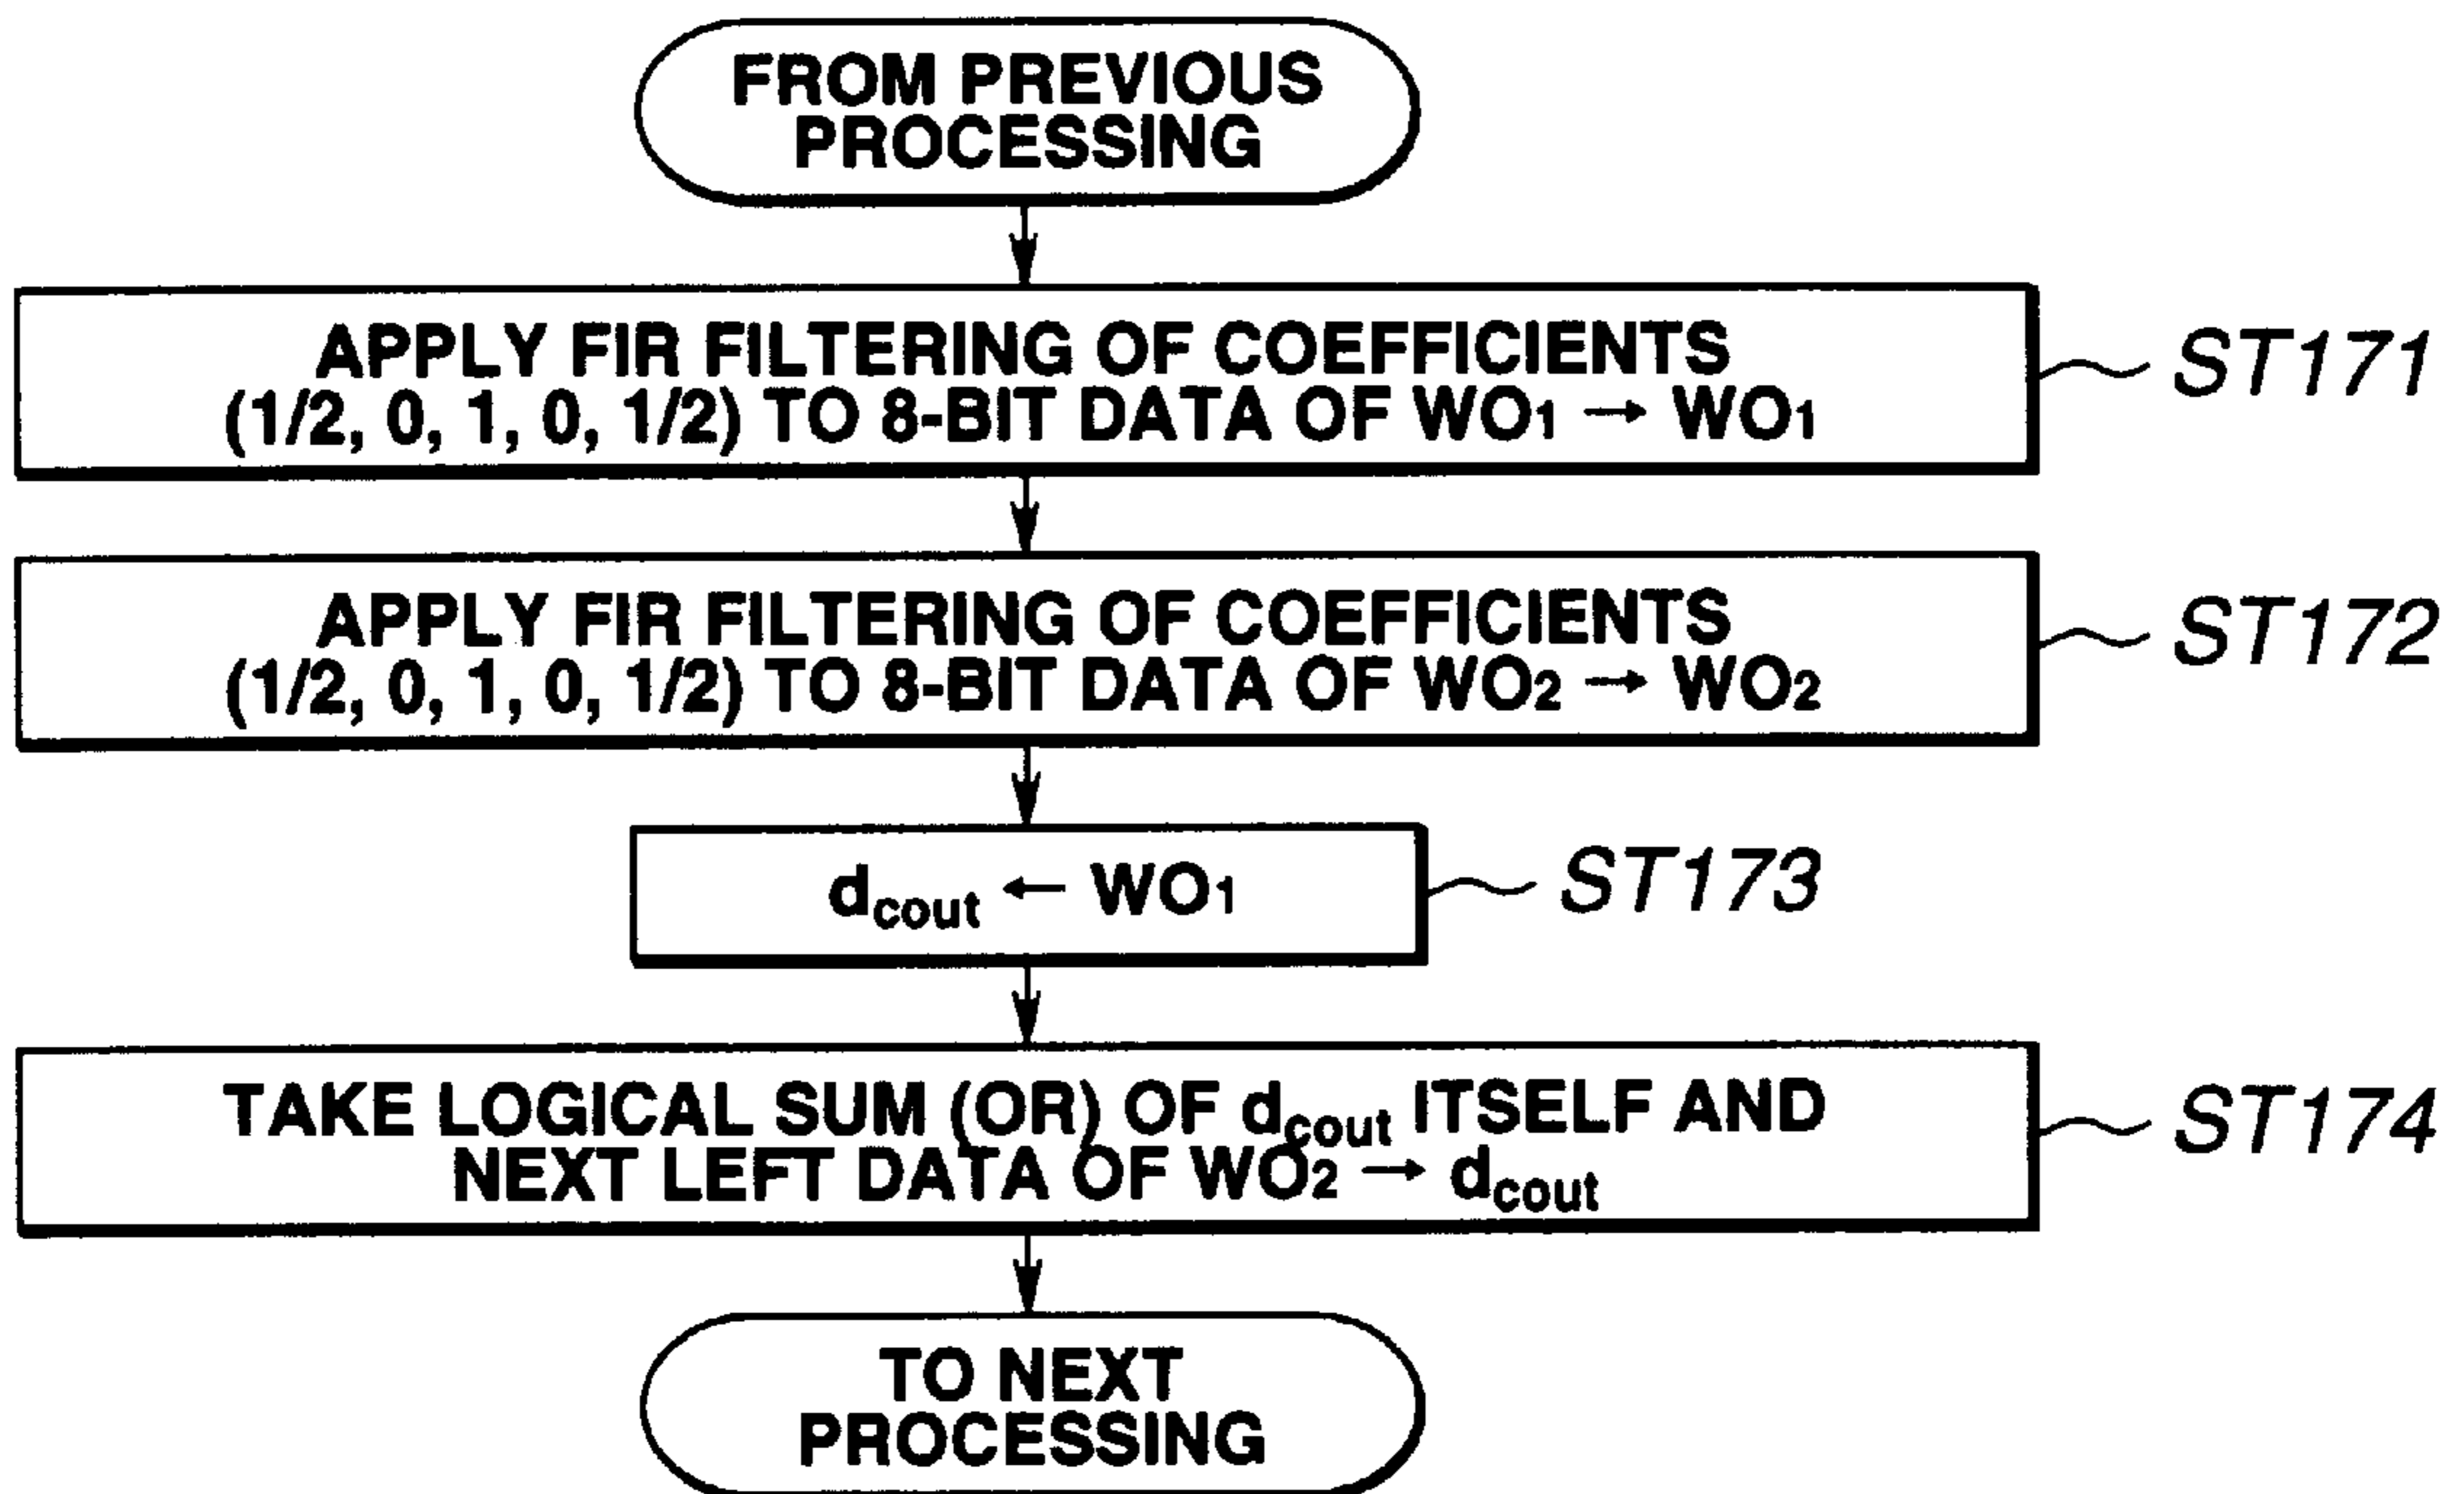 FROM PREVIOUS
PROCESSING
APPLY FIR FILTERING OF COEFFICIENTS
(1/2, 0, 1, 0, 1/2) TO 8-BIT DATA OF WO1 → WO1
ST171
APPLY FIR FILTERING OF COEFFICIENTS
(1/2, 0, 1, 0, 1/2) TO 8-BIT DATA OF WO2 → WO2
ST172
dcout ← WO1
ST173
TAKE LOGICAL SUM (OR) OF dcout ITSELF AND
NEXT LEFT DATA OF WO2 → dcout
ST174
TO NEXT
PROCESSING